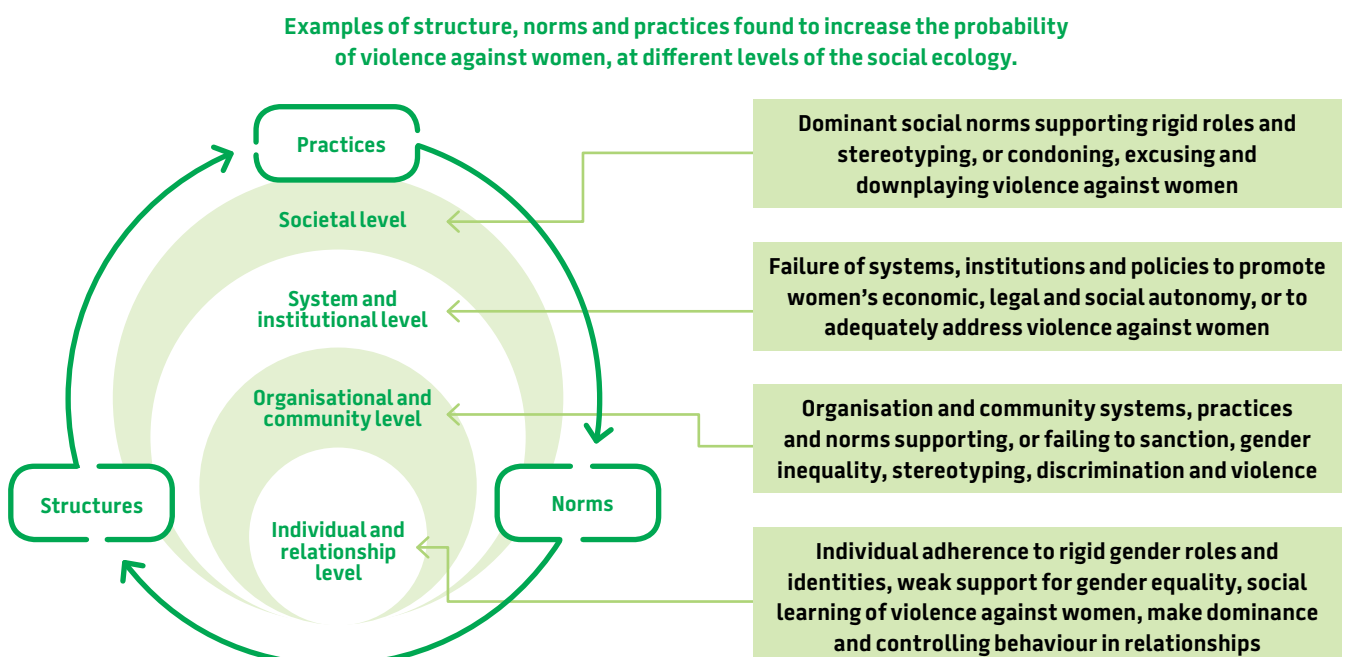 Examples of structure, norms and practices found to increase the probability
of violence against women, at different levels of the social ecology.
Practices
Societal level
System and
institutional level
Organisational and
community level
Individual and
relationship
level
Structures
Norms
Dominant social norms supporting rigid roles and
stereotyping, or condoning, excusing and
downplaying violence against women
Failure of systems, institutions and policies to promote
women’s economic, legal and social autonomy, or to
adequately address violence against women
Organisation and community systems, practices
and norms supporting, or failing to sanction, gender
inequality, stereotyping, discrimination and violence
Individual adherence to rigid gender roles and
identities, weak support for gender equality, social
learning of violence against women, make dominance
and controlling behaviour in relationships